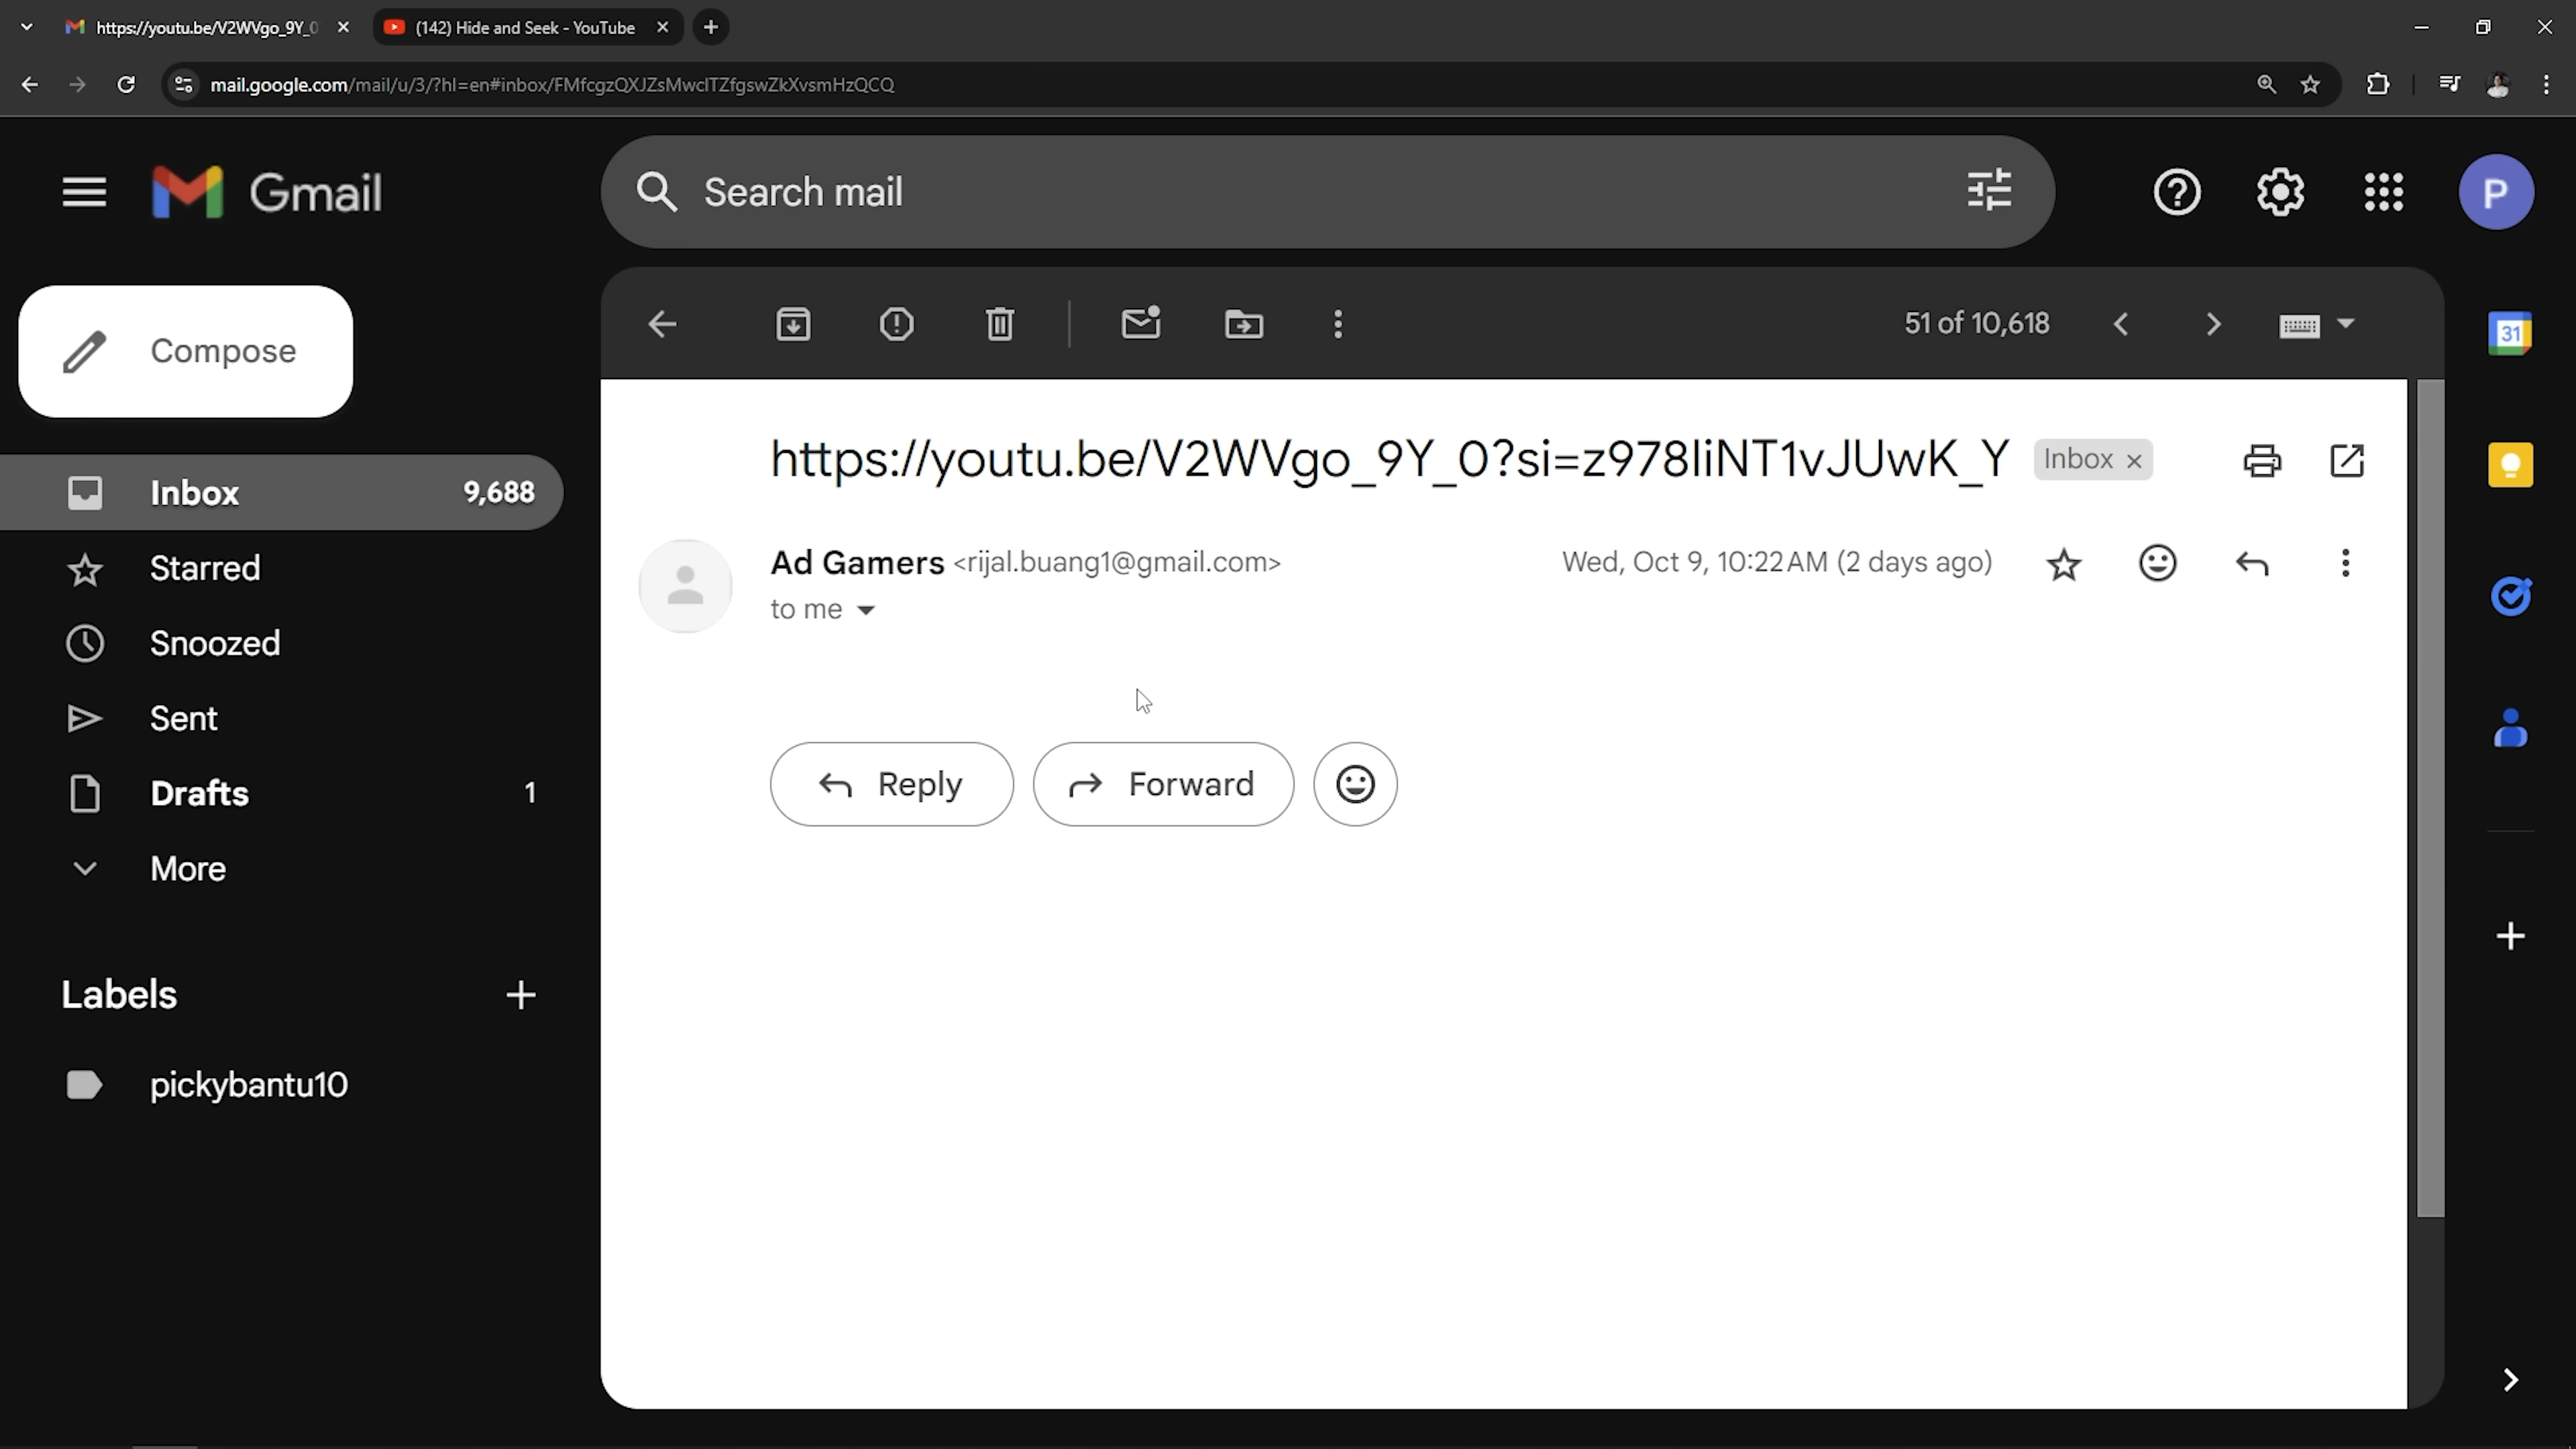 https://youtu.be/V2WVgo_9Y_0
(142) Hide and Seek - YouTube
mail.google.com/mail/u/3/?hl=en#inbox/FMfcgzQXJZsMwclTZfgswZkXvsmHzQCQ
Gmail
Search mail
P
Compose
51 of 10,618
31
https://youtu.be/V2WVgo_9Y_0?si=z978liNT1vJUwK_Y
Inbox
Inbox 9,688
Ad Gamers <rijal.buang1@gmail.com>
Wed, Oct 9, 10:22 AM (2 days ago)
to me
Starred
Snoozed
Sent
Drafts 1
More
Reply
Forward
Labels
pickybantu10